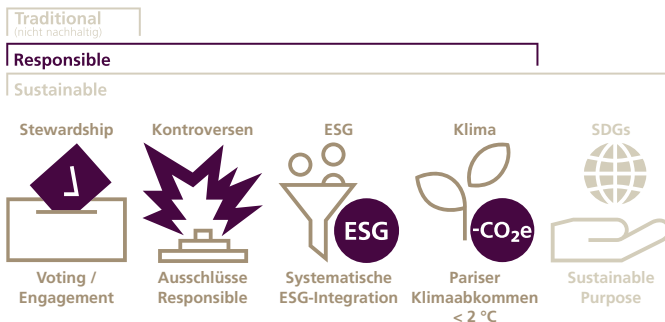 Traditional
(nicht nachhaltig)
Responsible
Sustainable
Stewardship Kontroversen ESG Klima SDGs
ESG -CO₂e
Voting / Ausschlüsse Systematische Pariser Sustainable
Engagement Responsible ESG-Integration Klimaabkommen Purpose
< 2 °C